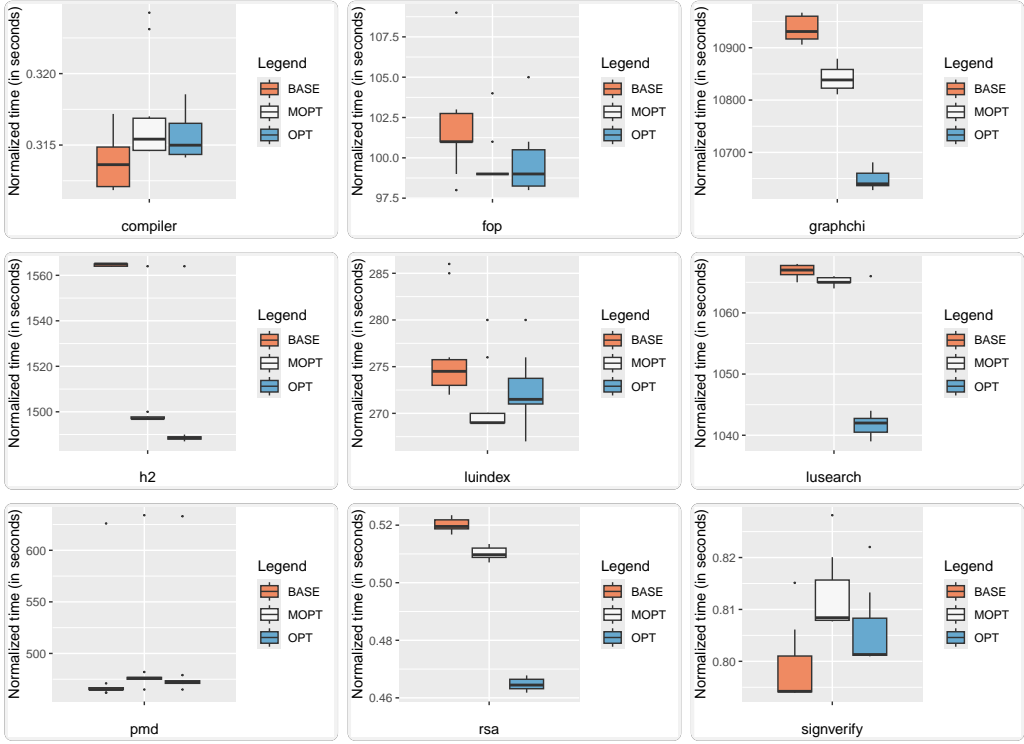 Normalized time (in seconds)
0.320
0.315
compiler
Legend
BASE
MOPT
OPT
Normalized time (in seconds)
107.5
105.0
102.5
100.0
97.5
fop
Legend
BASE
MOPT
OPT
Normalized time (in seconds)
10900
10800
10700
graphchi
Legend
BASE
MOPT
OPT
Normalized time (in seconds)
1560
1540
1520
1500
h2
Legend
BASE
MOPT
OPT
Normalized time (in seconds)
285
280
275
270
luindex
Legend
BASE
MOPT
OPT
Normalized time (in seconds)
1060
1050
1040
lusearch
Legend
BASE
MOPT
OPT
Normalized time (in seconds)
600
550
500
pmd
Legend
BASE
MOPT
OPT
Normalized time (in seconds)
0.52
0.50
0.48
0.46
rsa
Legend
BASE
MOPT
OPT
Normalized time (in seconds)
0.82
0.81
0.80
signverify
Legend
BASE
MOPT
OPT